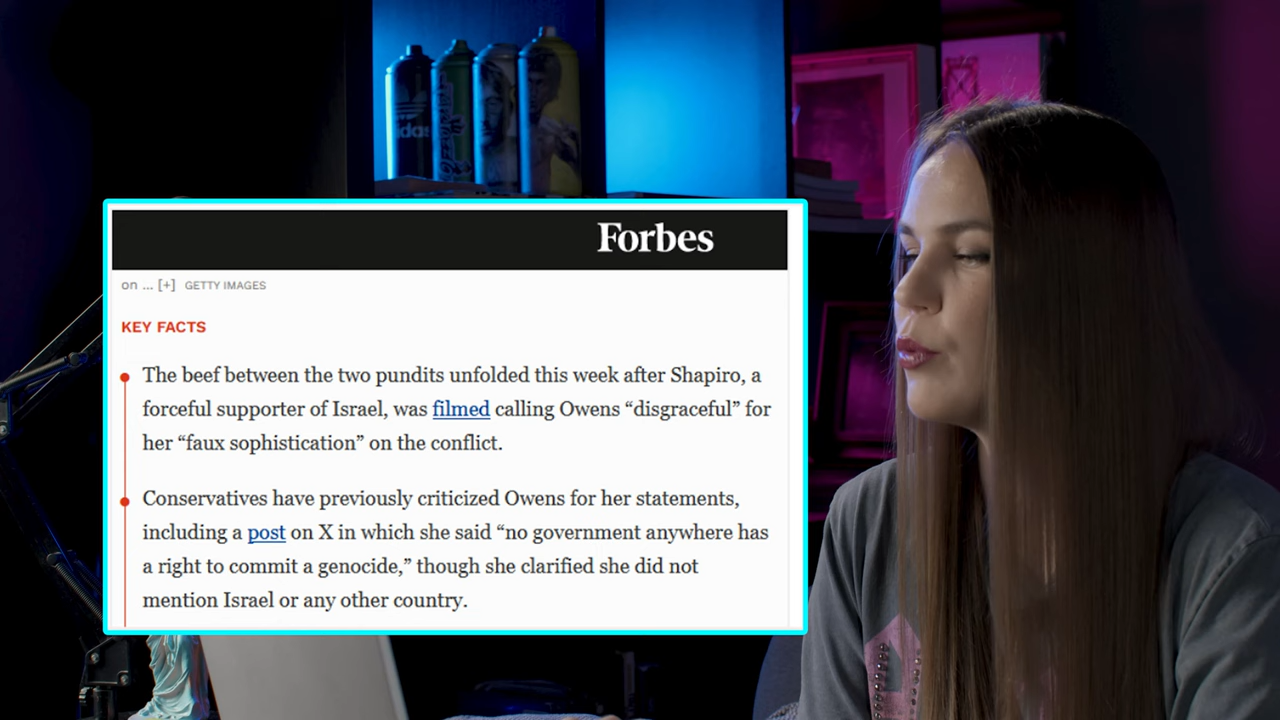 adidas
Forbes
on ... [+] GETTY IMAGES
KEY FACTS
The beef between the two pundits unfolded this week after Shapiro, a
forceful supporter of Israel, was filmed calling Owens “disgraceful” for
her “faux sophistication” on the conflict.
Conservatives have previously criticized Owens for her statements,
including a post on X in which she said “no government anywhere has
a right to commit a genocide,” though she clarified she did not
mention Israel or any other country.